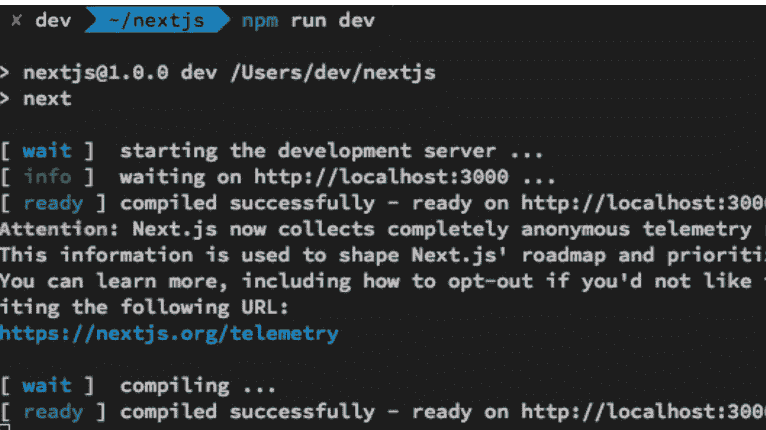 ✗ dev ~/nextjs npm run dev
> nextjs@1.0.0 dev /Users/dev/nextjs
> next
[ wait ] starting the development server ...
[ info ] waiting on http://localhost:3000 ...
[ ready ] compiled successfully - ready on http://localhost:300
Attention: Next.js now collects completely anonymous telemetry
This information is used to shape Next.js' roadmap and prioriti
You can learn more, including how to opt-out if you'd not like
iting the following URL:
https://nextjs.org/telemetry
[ wait ] compiling ...
[ ready ] compiled successfully - ready on http://localhost:300